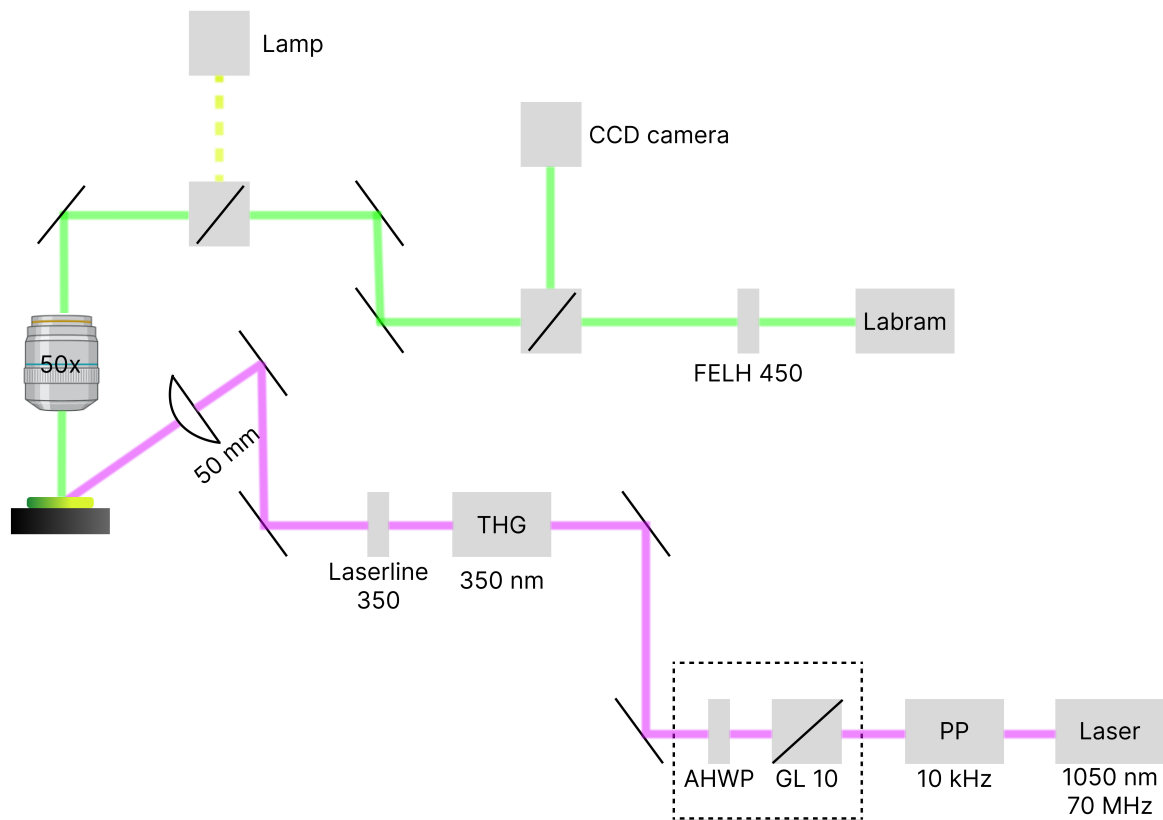 Lamp
CCD camera
50x
Labram
FELH 450
50 mm
THG
Laserline
350
350 nm
PP
Laser
AHWP
GL 10
10 kHz
1050 nm
70 MHz